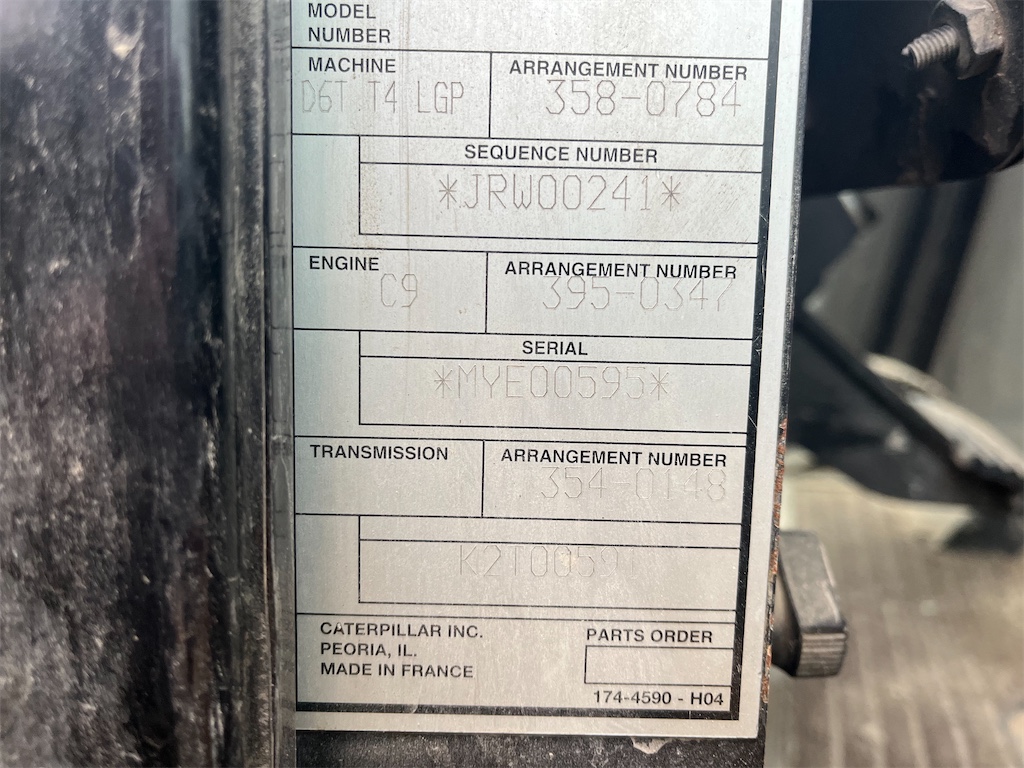 MODEL
NUMBER
MACHINE ARRANGEMENT NUMBER
D6T T4 LGP 358-0784
SEQUENCE NUMBER
*JRW00241*
ENGINE ARRANGEMENT NUMBER
C9 395-0347
SERIAL
*MYE00595*
TRANSMISSION ARRANGEMENT NUMBER
354-0148
CATERPILLAR INC. PARTS ORDER
PEORIA, IL.
MADE IN FRANCE
174-4590 - H04